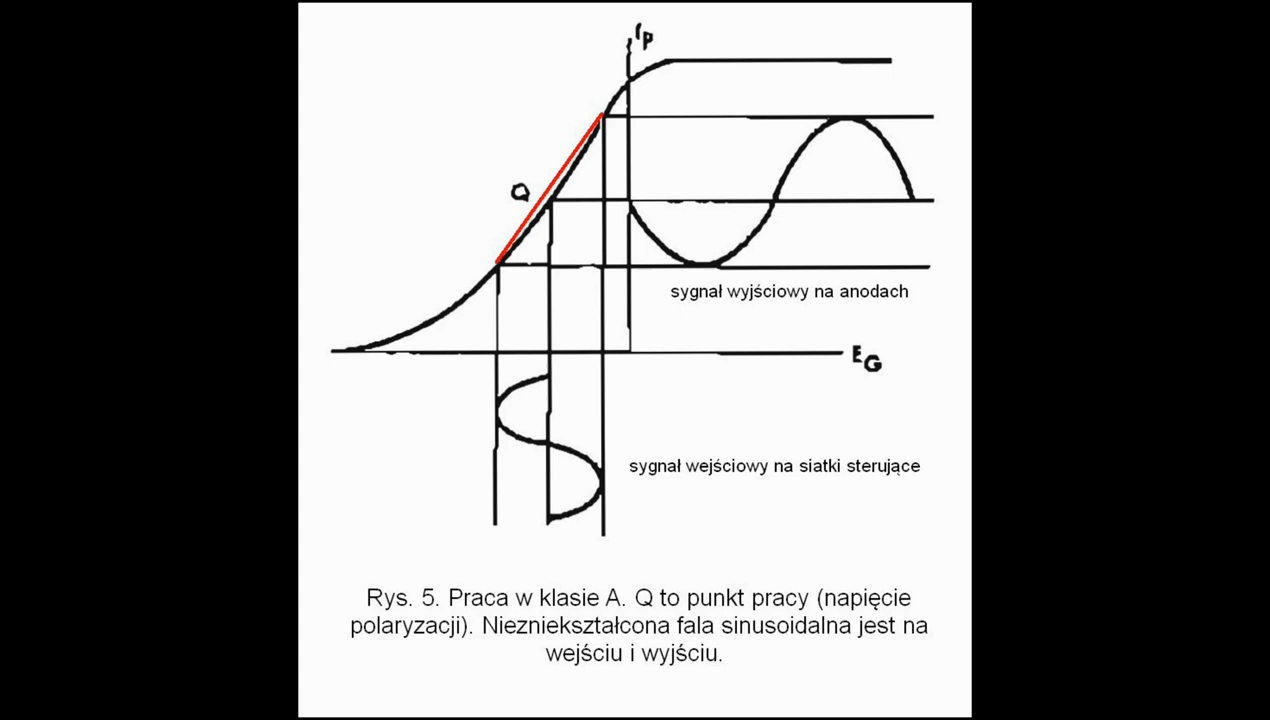 Ip
Q
sygnał wyjściowy na anodach
EG
sygnał wejściowy na siatki sterujące
Rys. 5. Praca w klasie A. Q to punkt pracy (napięcie
polaryzacji). Niezniekształcona fala sinusoidalna jest na
wejściu i wyjściu.